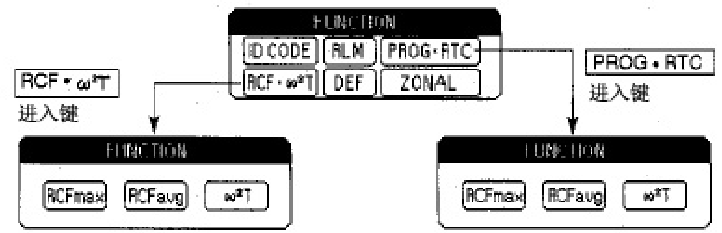 FUNCTION
ID CODE RLM PROG•RTC
RCF•ω²T DEF ZONAL
RCF•ω²T
进入键
PROG•RTC
进入键
FUNCTION
RCFmax RCFavg ω²T
FUNCTION
RCFmax RCFavg ω²T